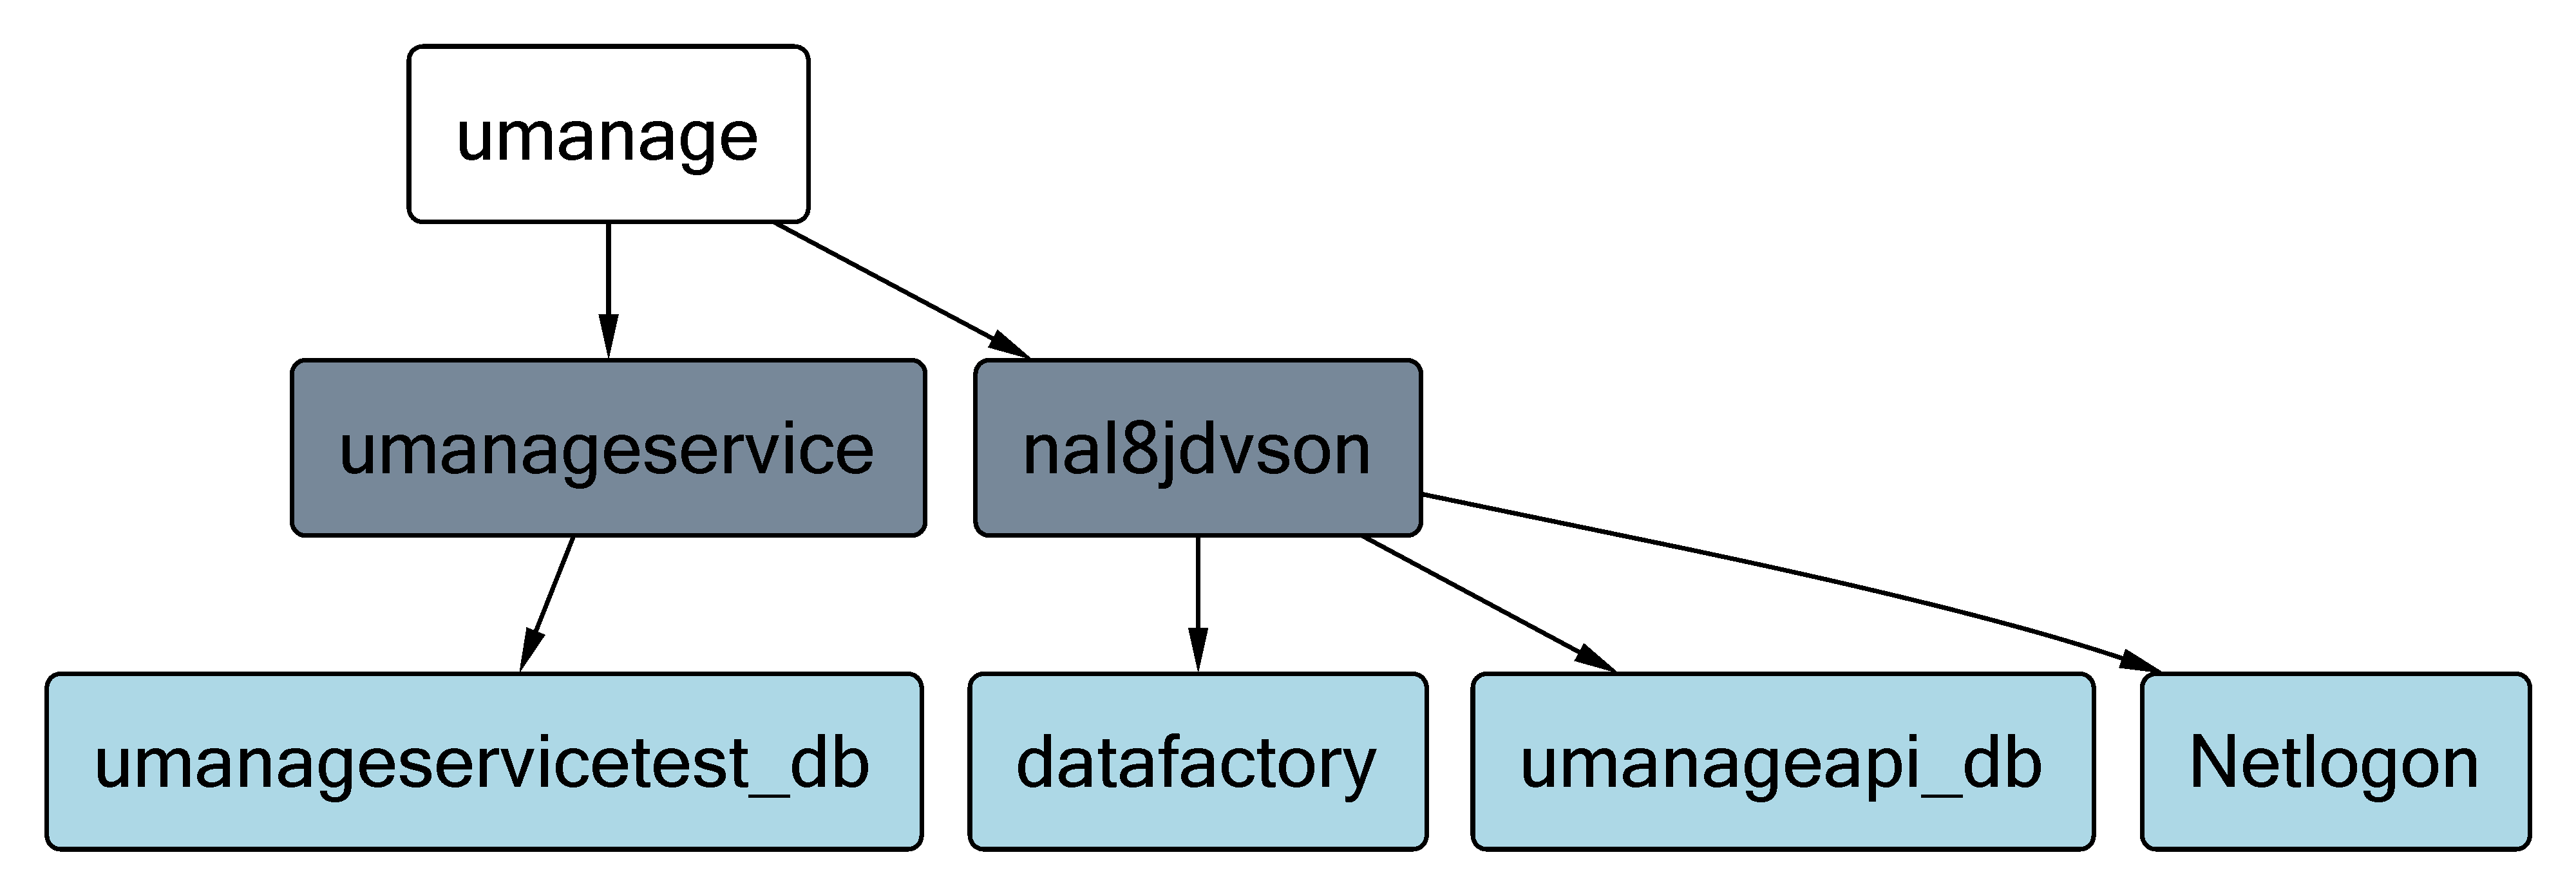 umanage
umanageservice
nal8jdvson
umanageservicetest_db
datafactory
umanageapi_db
Netlogon